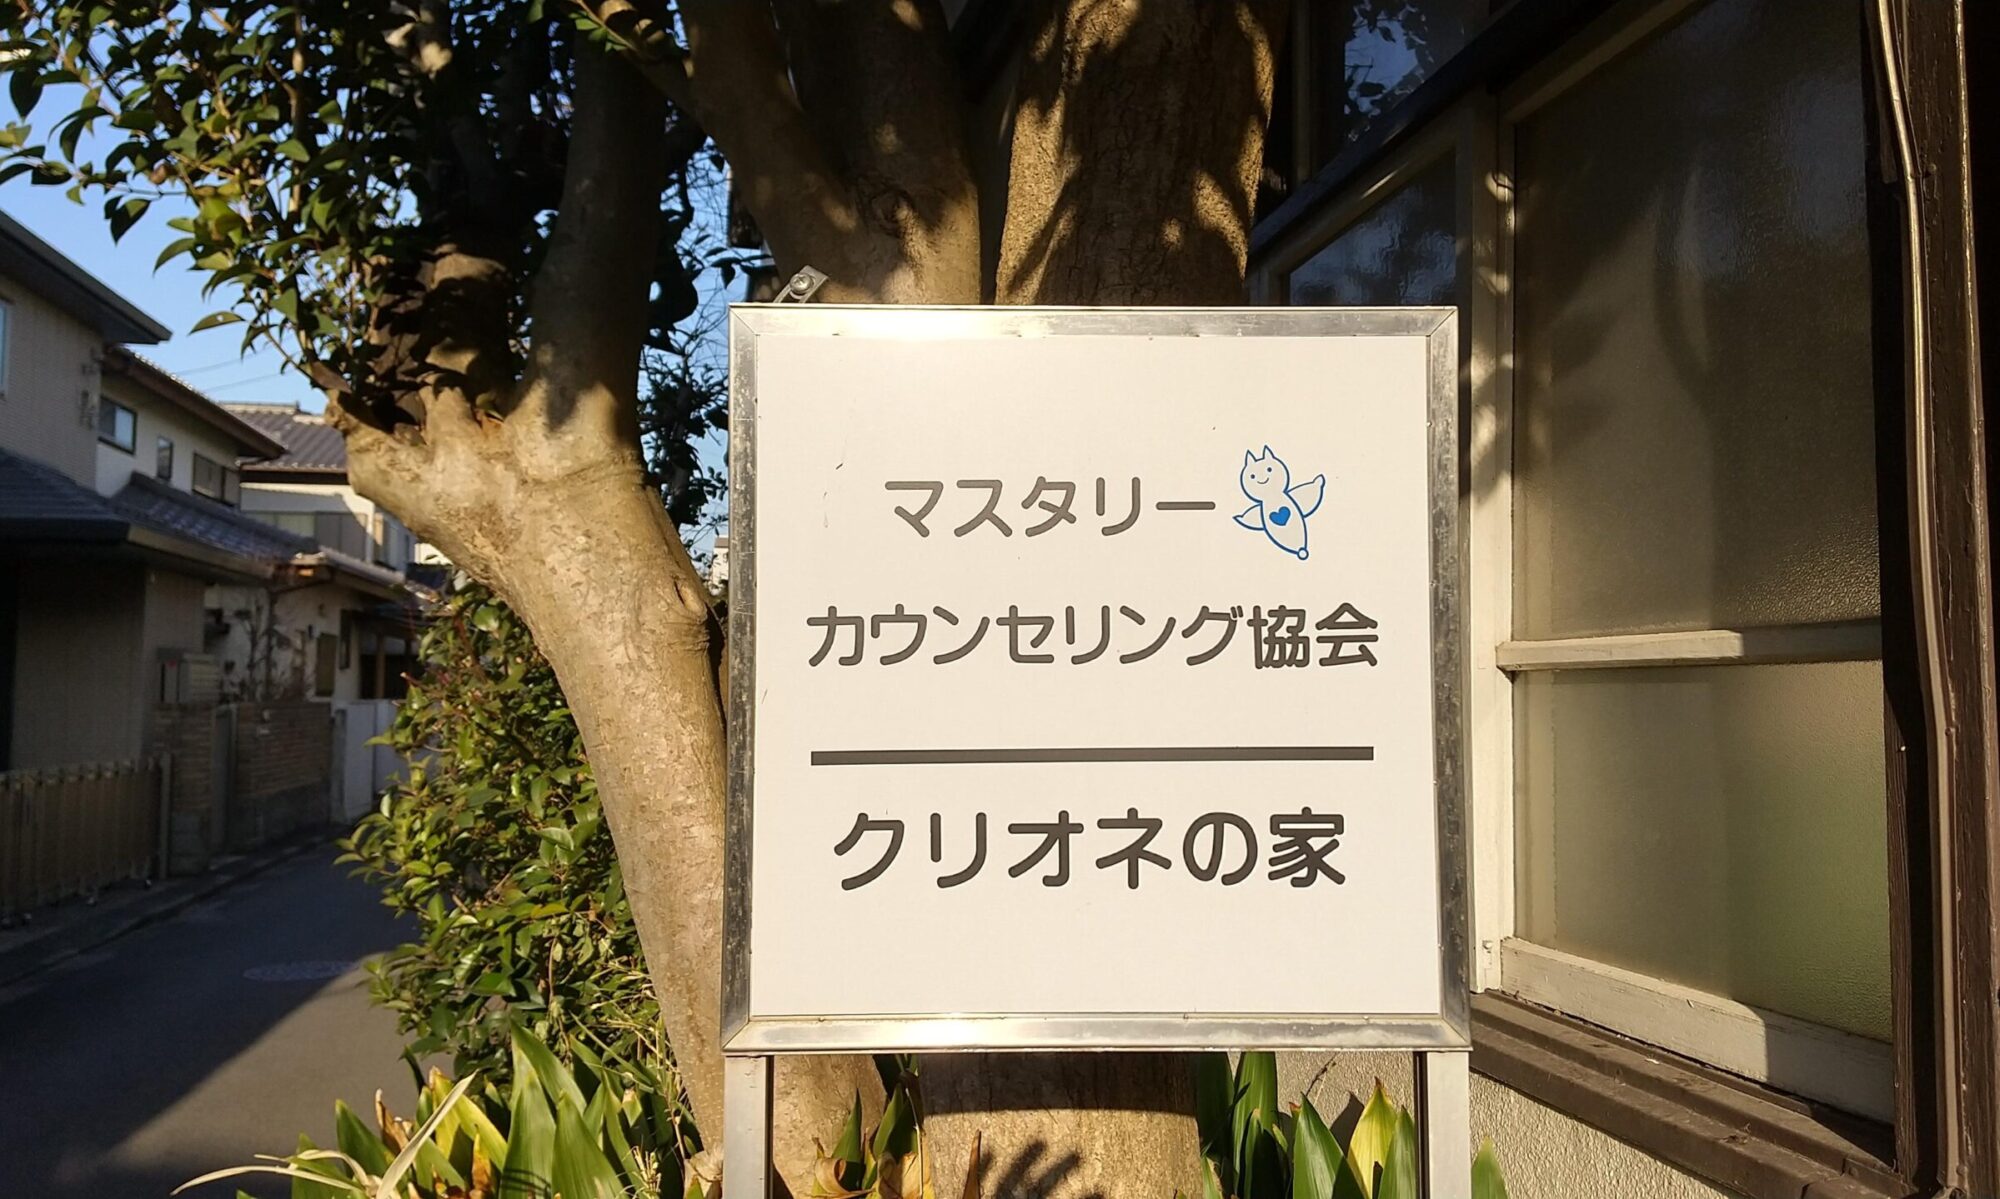 マスタリー
カウンセリング協会
クリオネの家